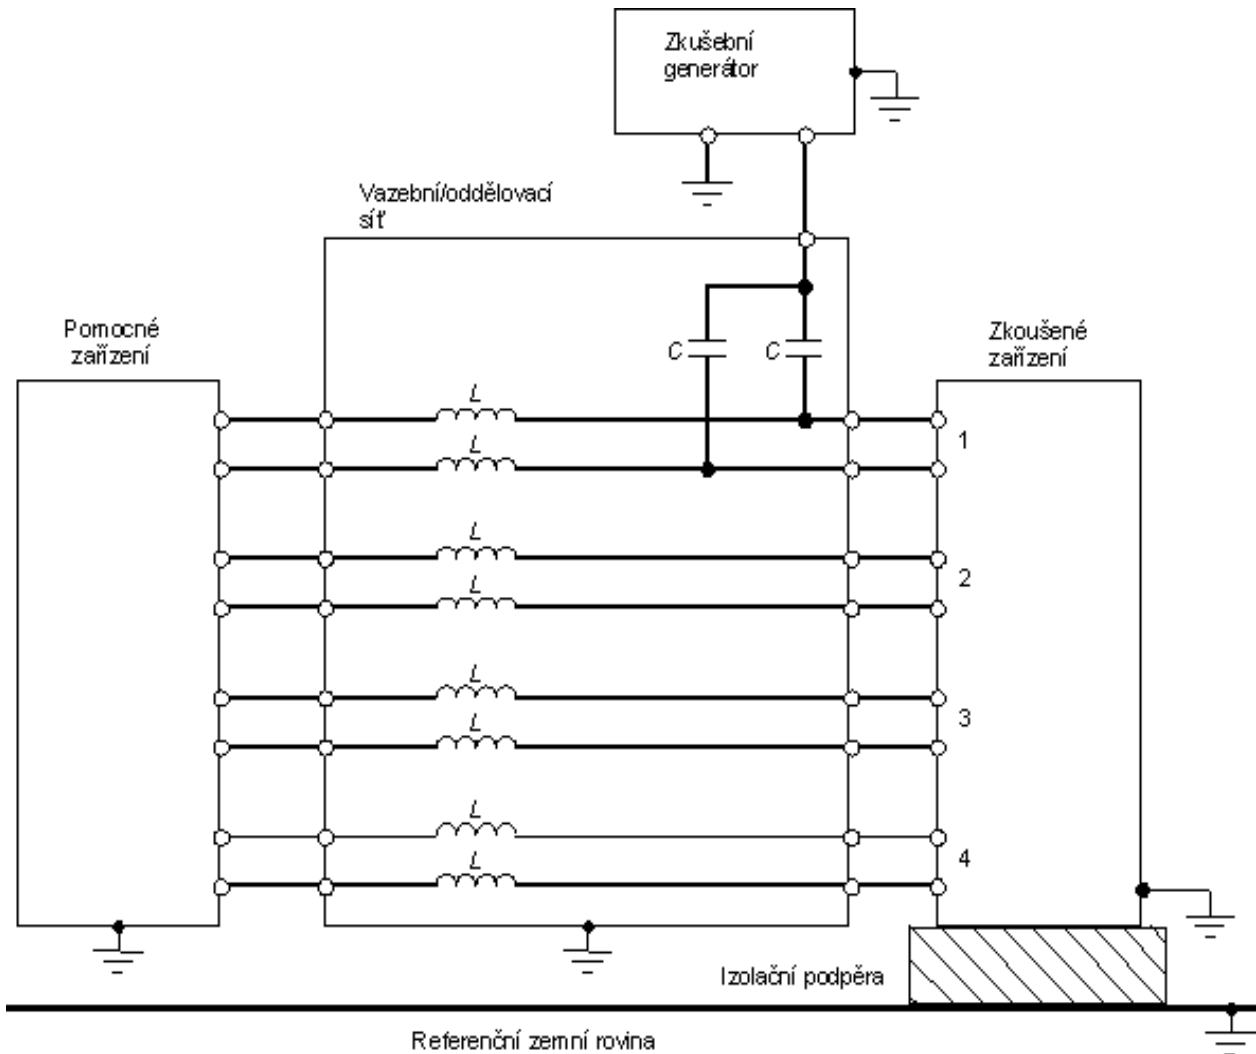 Zkušební
generátor
Vazební/oddělovací
síť
Pomocné
zařízení
Zkoušené
zařízení
C
C
L
1
L
L
2
L
L
3
L
L
4
L
Izolační podpěra
Referenční zemní rovina